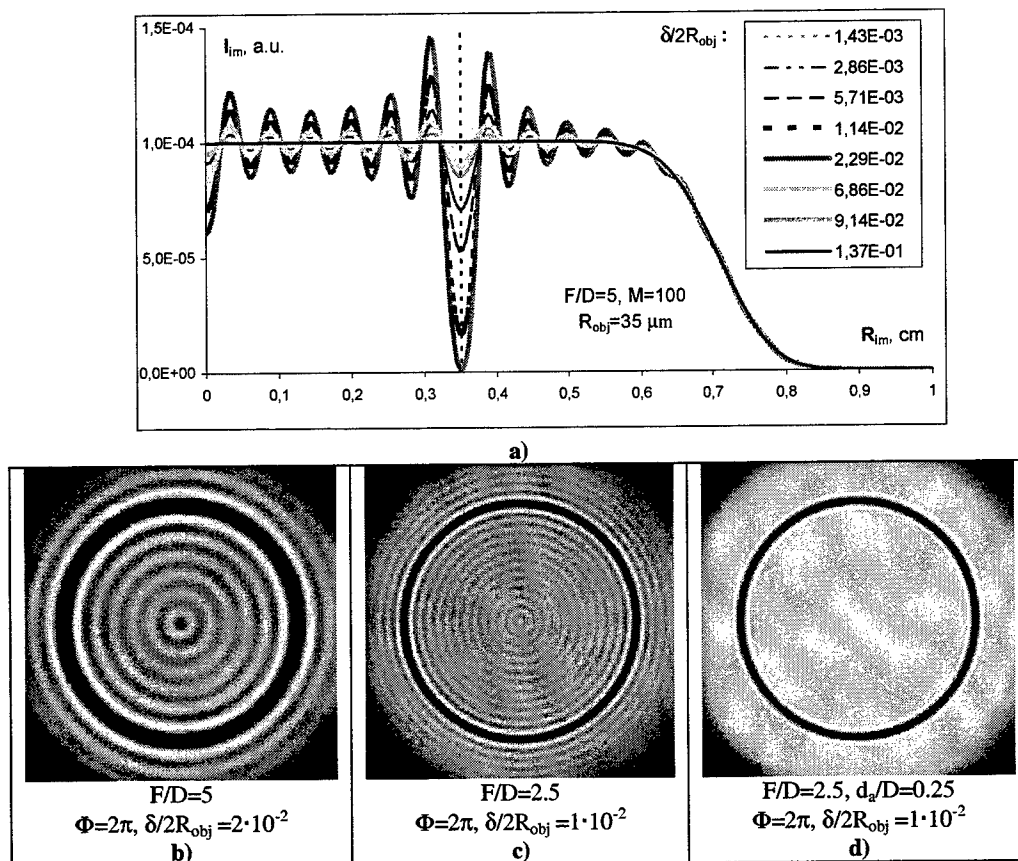 1,5E-04
1,0E-04
5,0E-05
0,0E+00
I_im, a.u.
δ/2R_obj :
1,43E-03
2,86E-03
5,71E-03
1,14E-02
2,29E-02
6,86E-02
9,14E-02
1,37E-01
F/D=5, M=100
R_obj=35 µm
R_im, cm
0 0,1 0,2 0,3 0,4 0,5 0,6 0,7 0,8 0,9 1
a)
F/D=5
Φ=2π, δ/2R_obj =2·10⁻²
b)
F/D=2.5
Φ=2π, δ/2R_obj =1·10⁻²
c)
F/D=2.5, d_a/D=0.25
Φ=2π, δ/2R_obj =1·10⁻²
d)